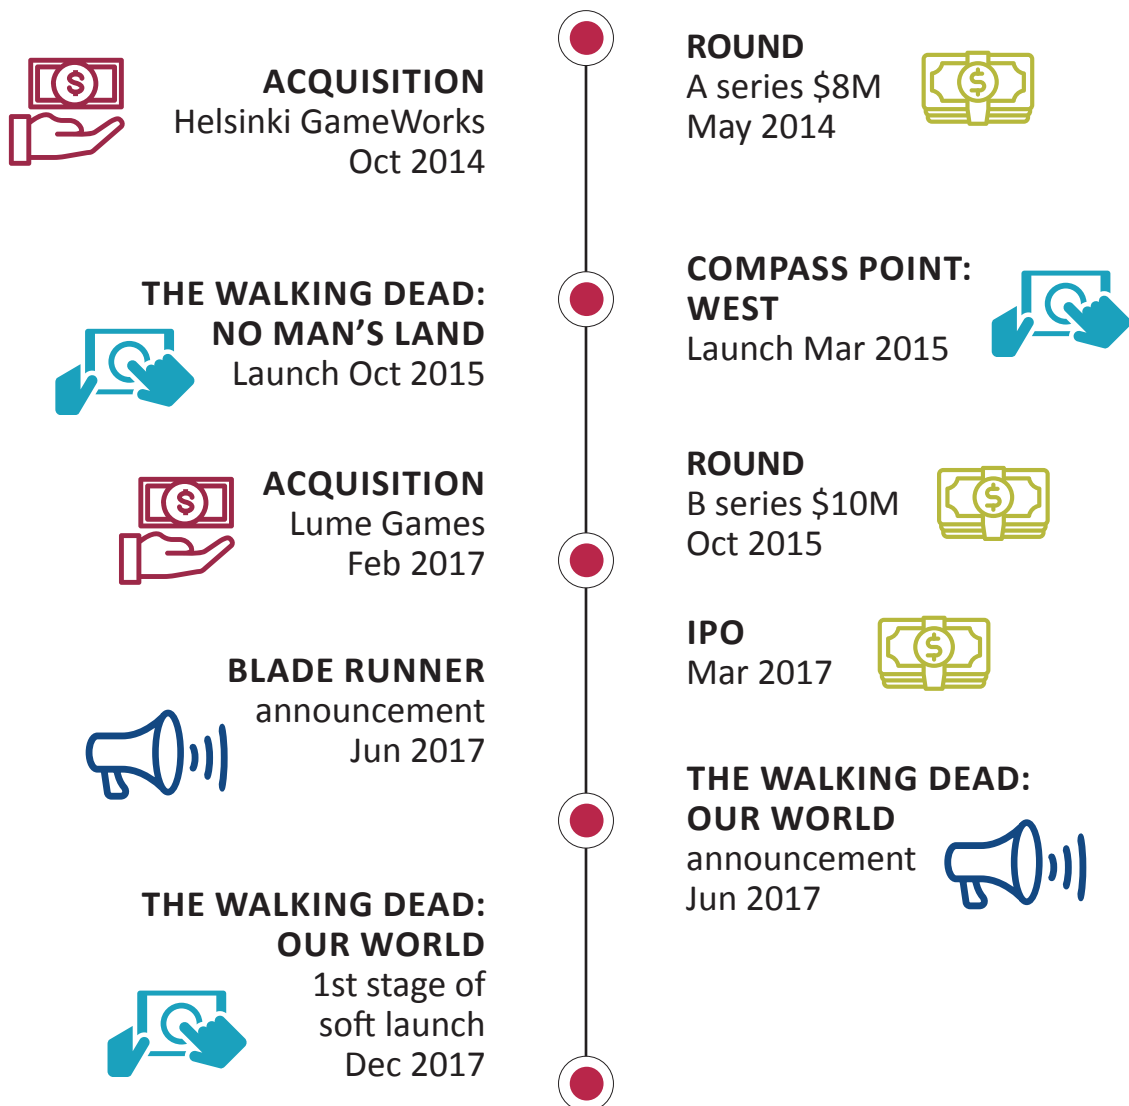 ROUND
A series $8M
May 2014
ACQUISITION
Helsinki GameWorks
Oct 2014
COMPASS POINT:
WEST
Launch Mar 2015
THE WALKING DEAD:
NO MAN’S LAND
Launch Oct 2015
ROUND
B series $10M
Oct 2015
ACQUISITION
Lume Games
Feb 2017
IPO
Mar 2017
BLADE RUNNER
announcement
Jun 2017
THE WALKING DEAD:
OUR WORLD
announcement
Jun 2017
THE WALKING DEAD:
OUR WORLD
1st stage of
soft launch
Dec 2017